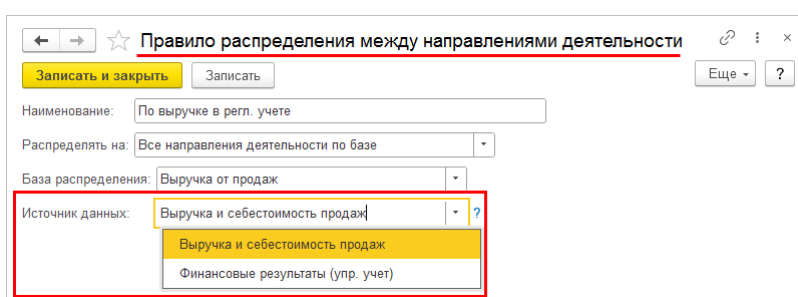 Правило распределения между направлениями деятельности
Записать и закрыть Записать Еще ?
Наименование: По выручке в регл. учете
Распределять на: Все направления деятельности по базе
База распределения: Выручка от продаж
Источник данных: Выручка и себестоимость продаж ?
Выручка и себестоимость продаж
Финансовые результаты (упр. учет)